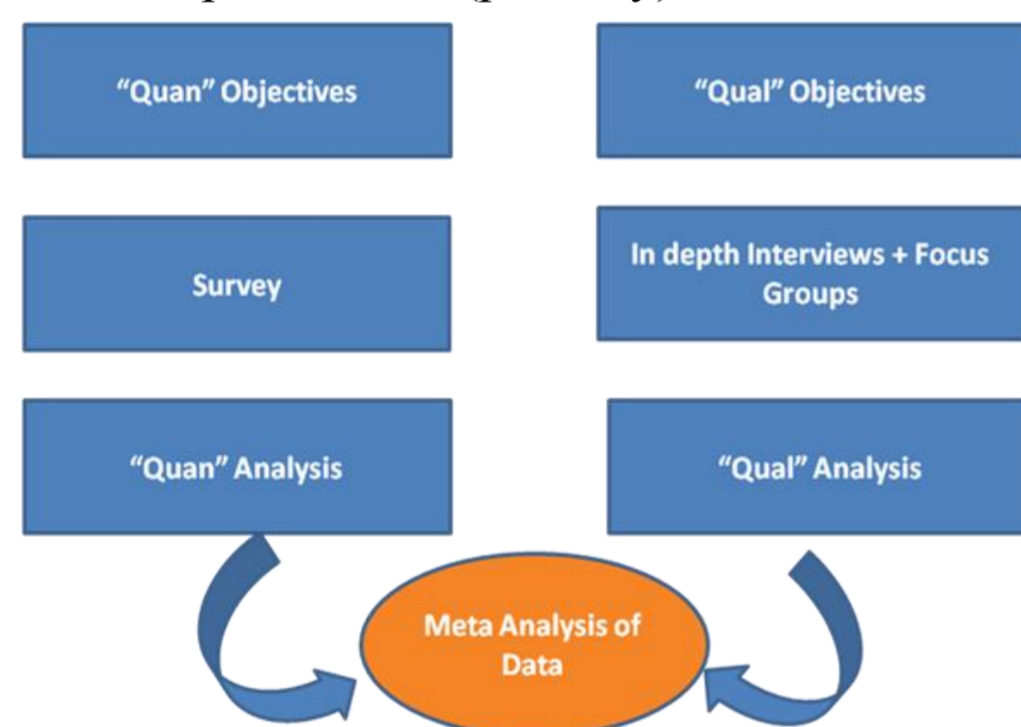 “Quan” Objectives
“Qual” Objectives
Survey
In depth Interviews + Focus
Groups
“Quan” Analysis
“Qual” Analysis
Meta Analysis of
Data